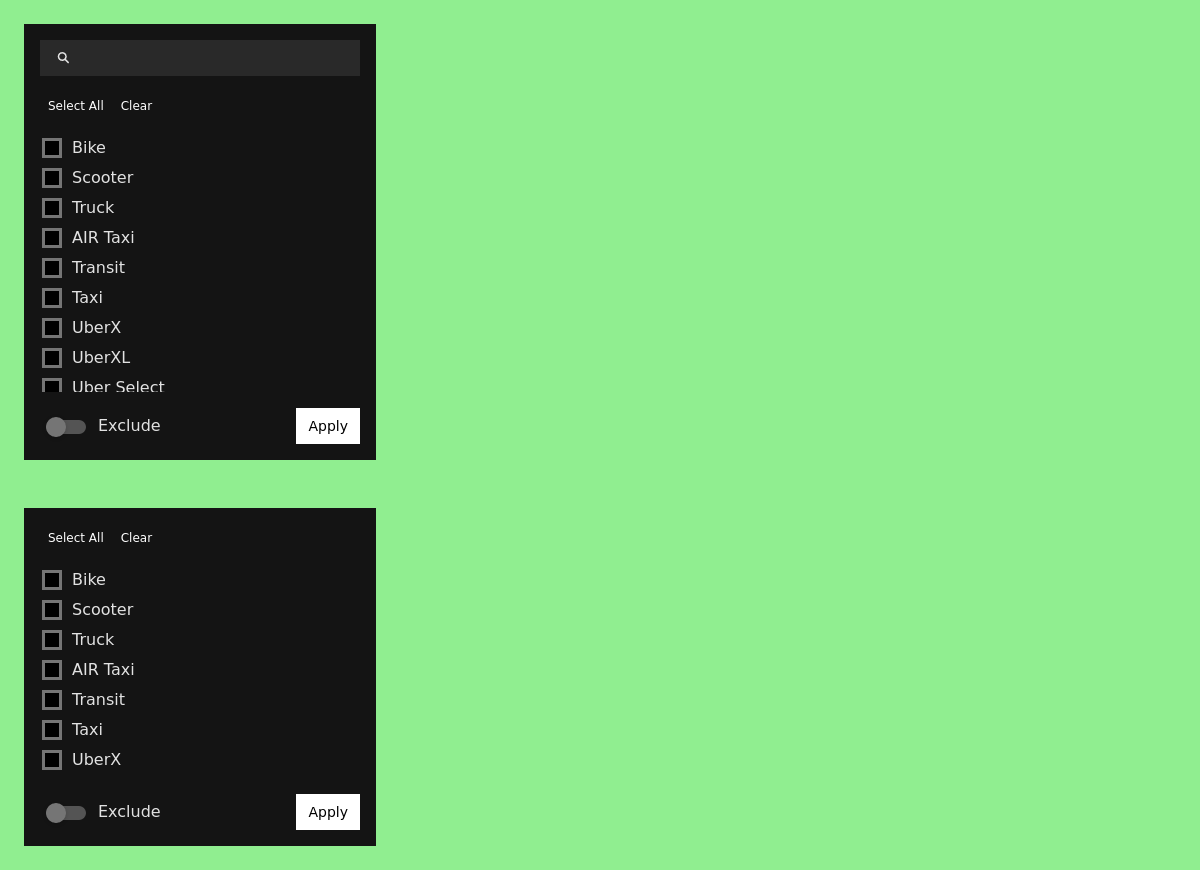 Select All Clear
Bike
Scooter
Truck
AIR Taxi
Transit
Taxi
UberX
UberXL
Uber Select
Exclude Apply
Select All Clear
Bike
Scooter
Truck
AIR Taxi
Transit
Taxi
UberX
Exclude Apply